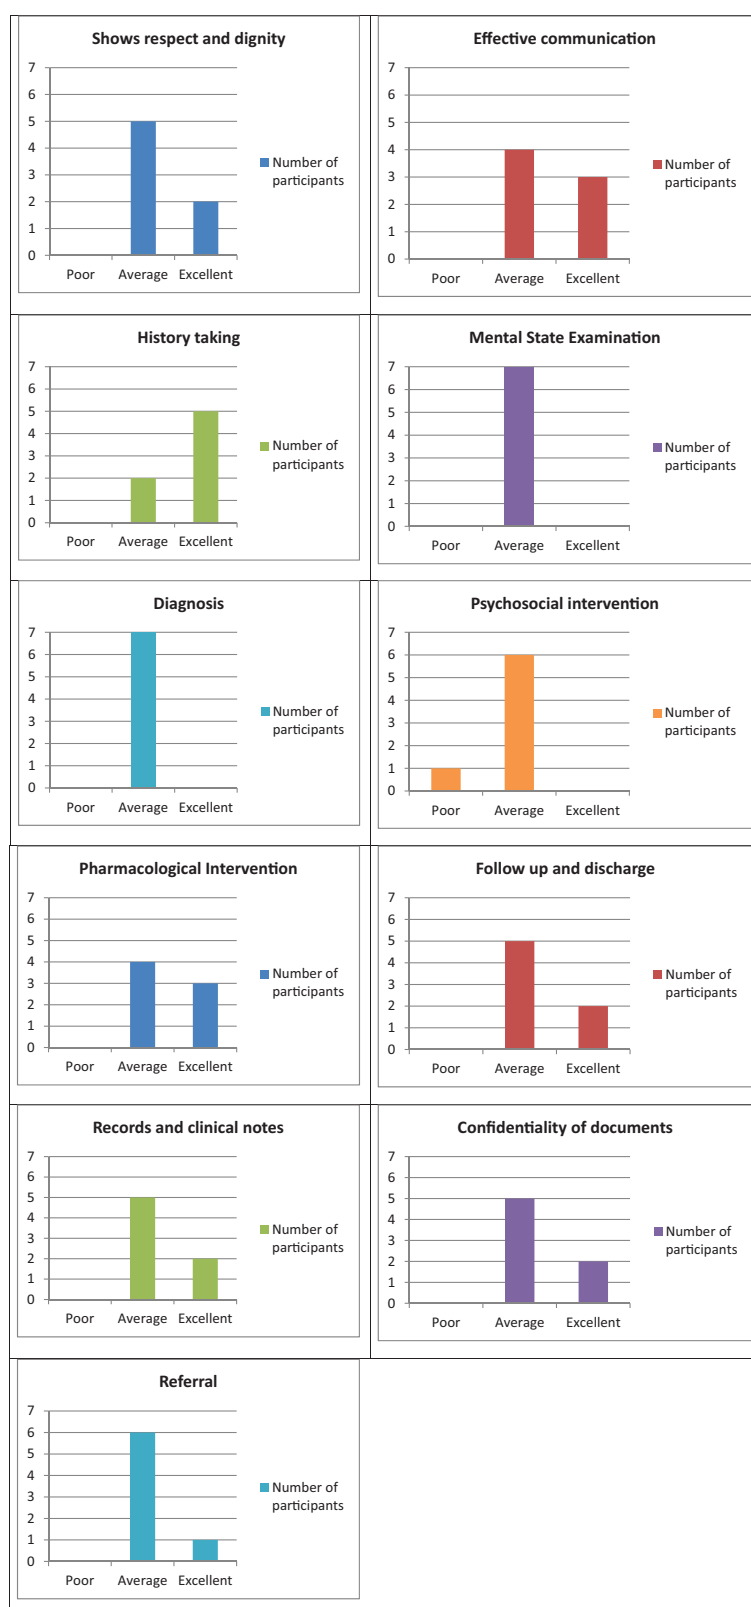 Shows respect and dignity
7
6
5
4
3
2
1
0
Poor Average Excellent
Number of
participants
Effective communication
7
6
5
4
3
2
1
0
Poor Average Excellent
Number of
participants
History taking
7
6
5
4
3
2
1
0
Poor Average Excellent
Number of
participants
Mental State Examination
7
6
5
4
3
2
1
0
Poor Average Excellent
Number of
participants
Diagnosis
7
6
5
4
3
2
1
0
Poor Average Excellent
Number of
participants
Psychosocial intervention
7
6
5
4
3
2
1
0
Poor Average Excellent
Number of
participants
Pharmacological Intervention
7
6
5
4
3
2
1
0
Poor Average Excellent
Number of
participants
Follow up and discharge
7
6
5
4
3
2
1
0
Poor Average Excellent
Number of
participants
Records and clinical notes
7
6
5
4
3
2
1
0
Poor Average Excellent
Number of
participants
Confidentiality of documents
7
6
5
4
3
2
1
0
Poor Average Excellent
Number of
participants
Referral
7
6
5
4
3
2
1
0
Poor Average Excellent
Number of
participants